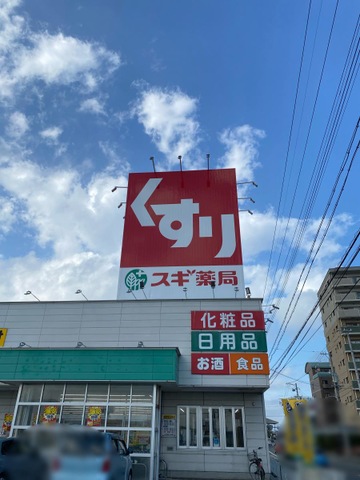 くすり
スギ薬局
化粧品
日用品
お酒 食品